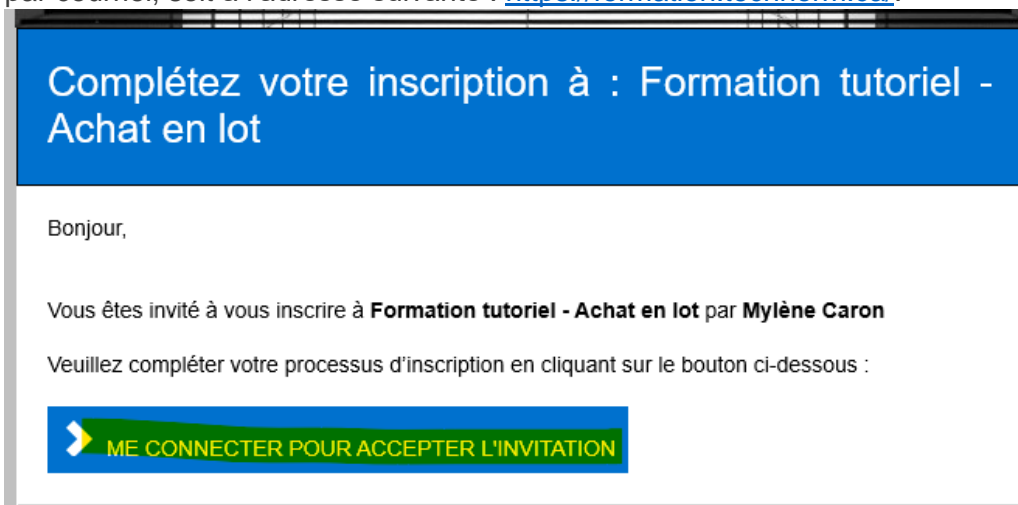 Complétez votre inscription à : Formation tutoriel -
Achat en lot
Bonjour,
Vous êtes invité à vous inscrire à Formation tutoriel - Achat en lot par Mylène Caron
Veuillez compléter votre processus d'inscription en cliquant sur le bouton ci-dessous :
ME CONNECTER POUR ACCEPTER L'INVITATION